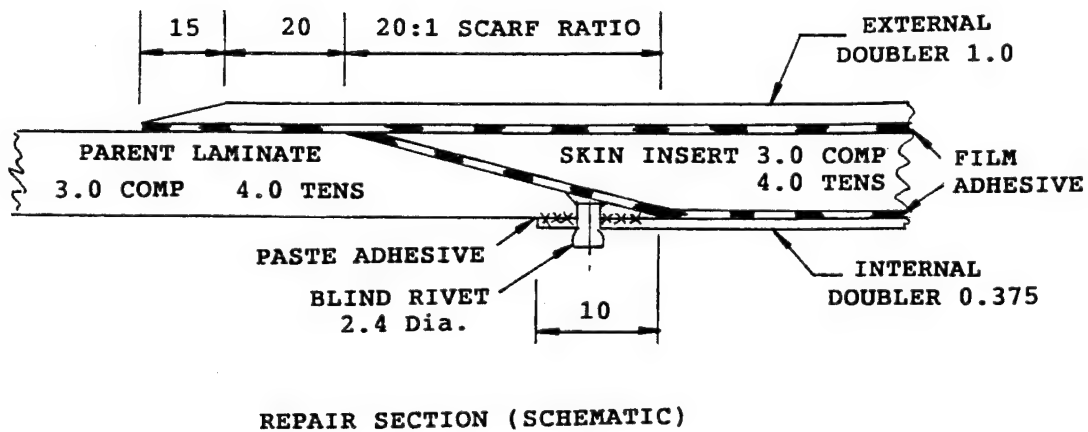 15 20 20:1 SCARF RATIO
EXTERNAL
DOUBLER 1.0
PARENT LAMINATE
3.0 COMP 4.0 TENS
SKIN INSERT 3.0 COMP
4.0 TENS
FILM
ADHESIVE
PASTE ADHESIVE
BLIND RIVET
2.4 Dia.
10
INTERNAL
DOUBLER 0.375
REPAIR SECTION (SCHEMATIC)